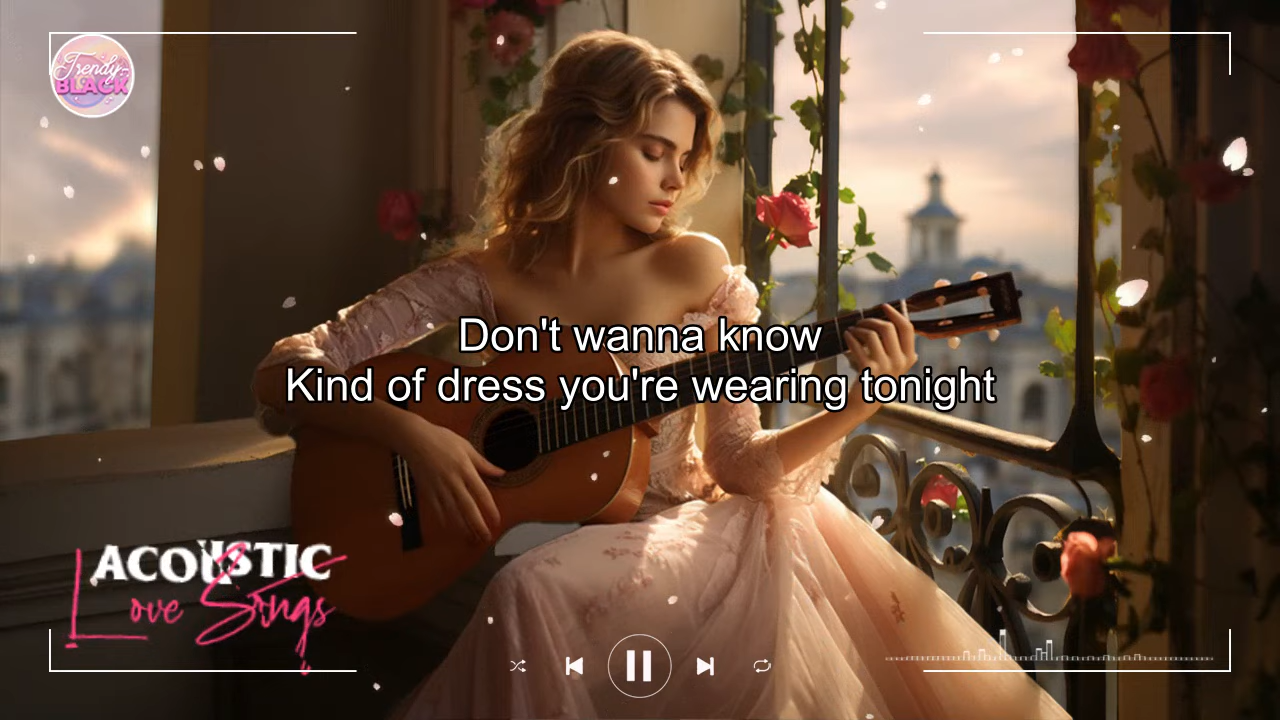 Trendy
BLACK
Don't wanna know
Kind of dress you're wearing tonight
ACOUSTIC
Love Songs